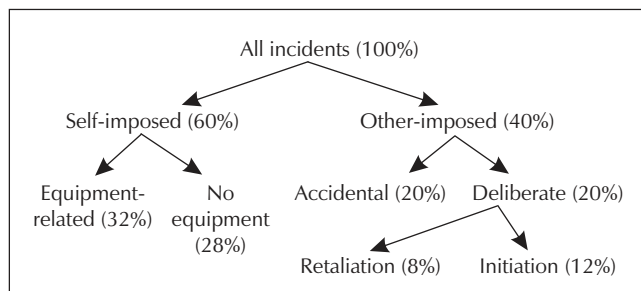 All incidents (100%)
Self-imposed (60%)
Other-imposed (40%)
Equipment-
related (32%)
No
equipment
(28%)
Accidental (20%)
Deliberate (20%)
Retaliation (8%)
Initiation (12%)